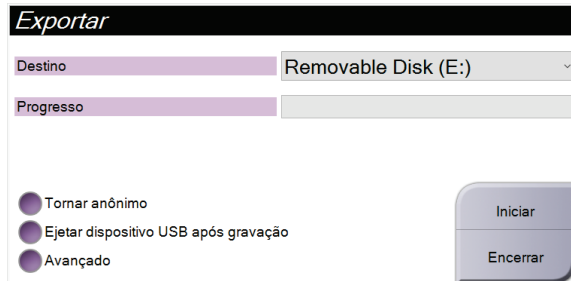 Exportar
Destino
Removable Disk (E:)
Progresso
Tornar anônimo
Ejetar dispositivo USB após gravação
Avançado
Iniciar
Encerrar